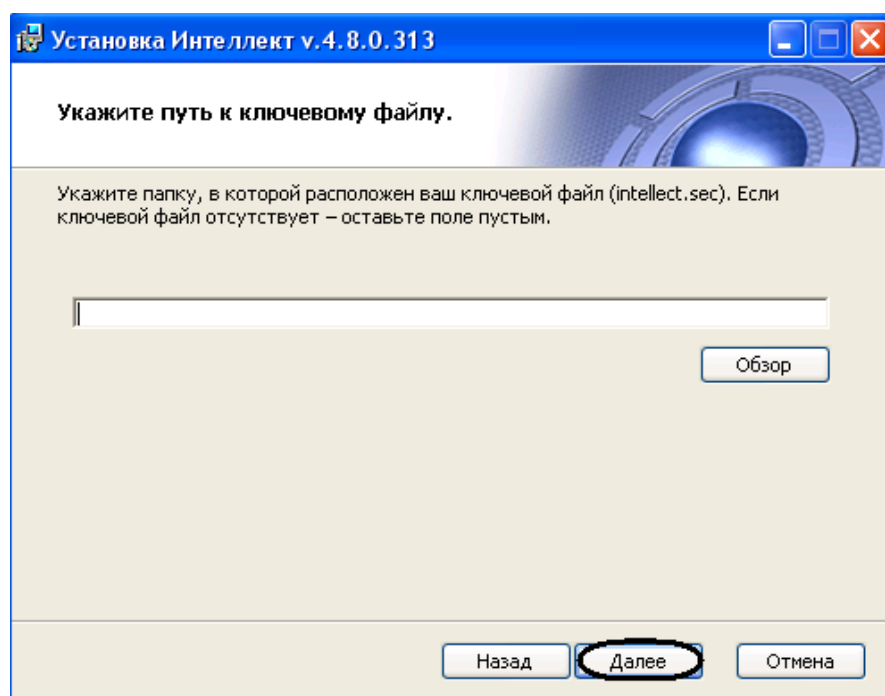 Установка Интеллект v.4.8.0.313
Укажите путь к ключевому файлу.
Укажите папку, в которой расположен ваш ключевой файл (intellect.sec). Если
ключевой файл отсутствует – оставьте поле пустым.
Обзор
Назад
Далее
Отмена